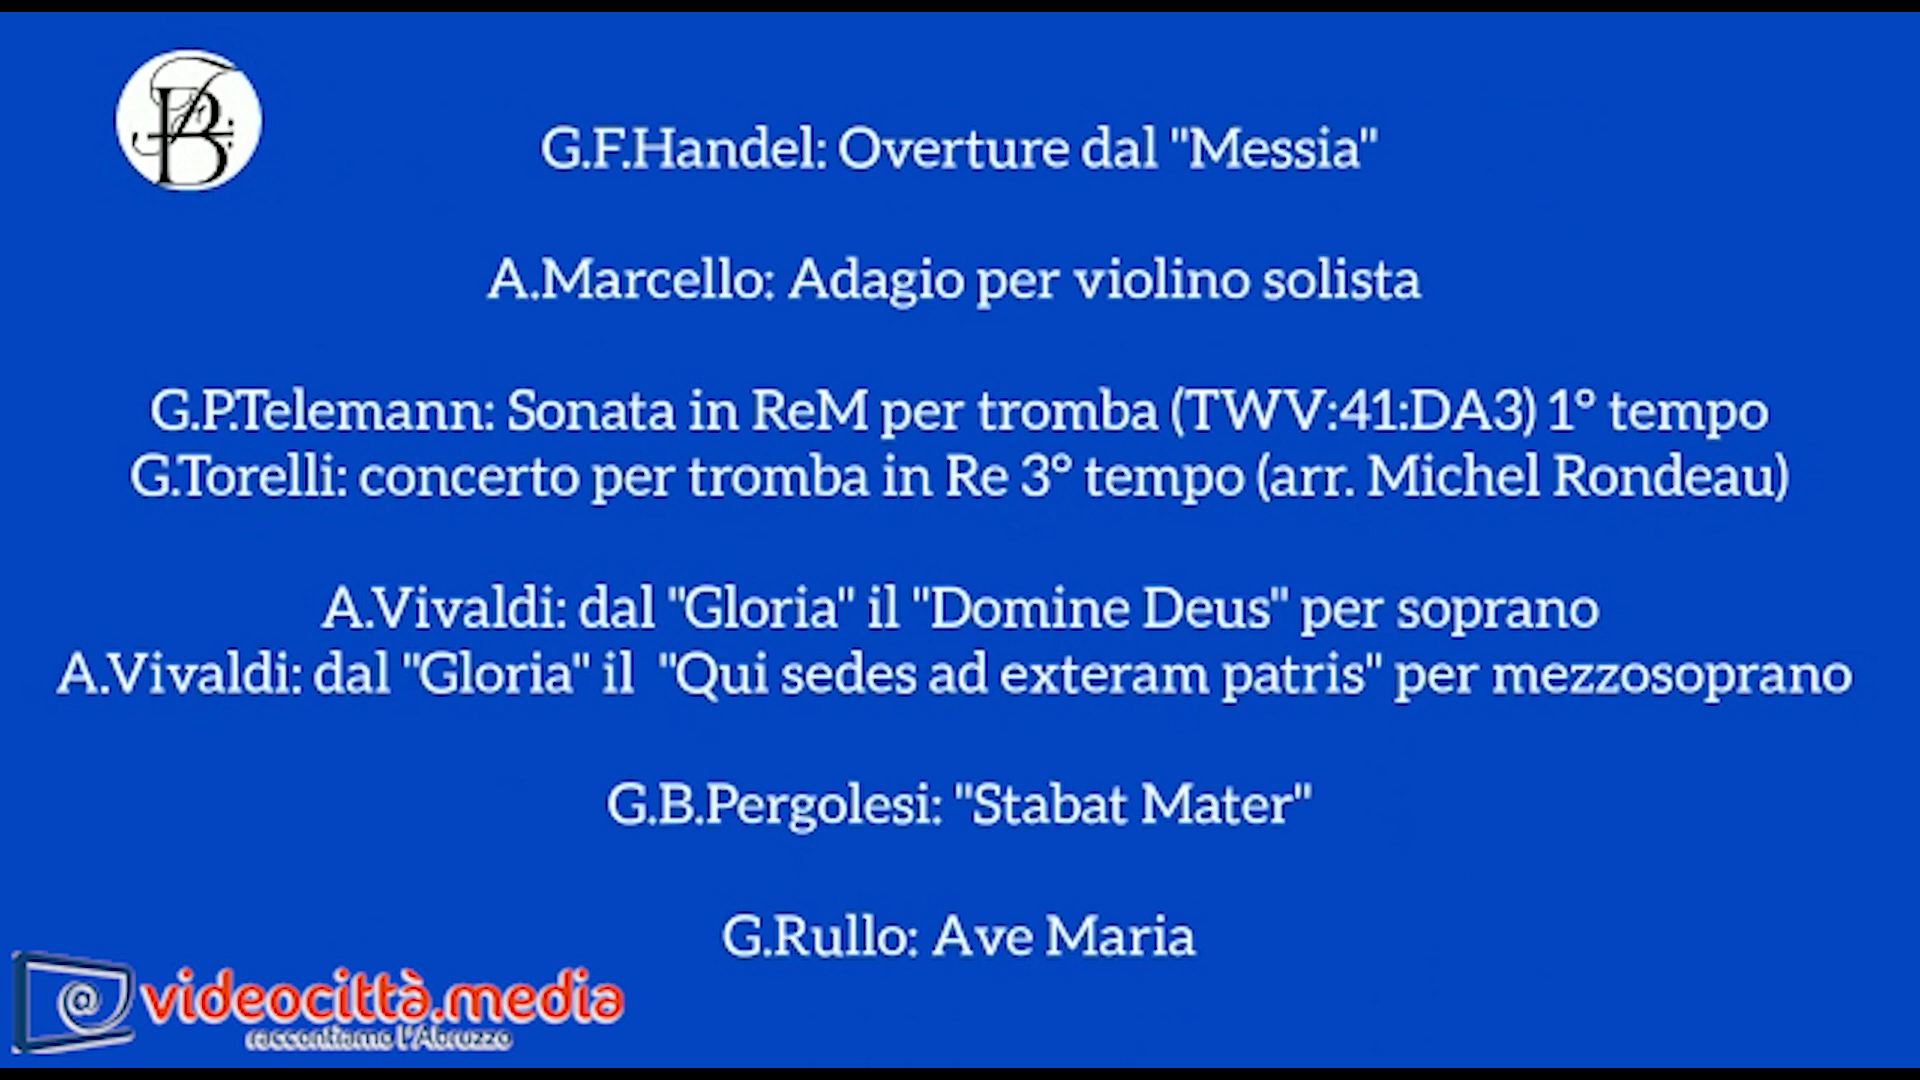 G.F.Handel: Overture dal "Messia"
A.Marcello: Adagio per violino solista
G.P.Telemann: Sonata in ReM per tromba (TWV:41:DA3) 1° tempo
G.Torelli: concerto per tromba in Re 3° tempo (arr. Michel Rondeau)
A.Vivaldi: dal "Gloria" il "Domine Deus" per soprano
A.Vivaldi: dal "Gloria" il "Qui sedes ad exteram patris" per mezzosoprano
G.B.Pergolesi: "Stabat Mater"
G.Rullo: Ave Maria
@videocittà.media
raccontiamo l'Abruzzo